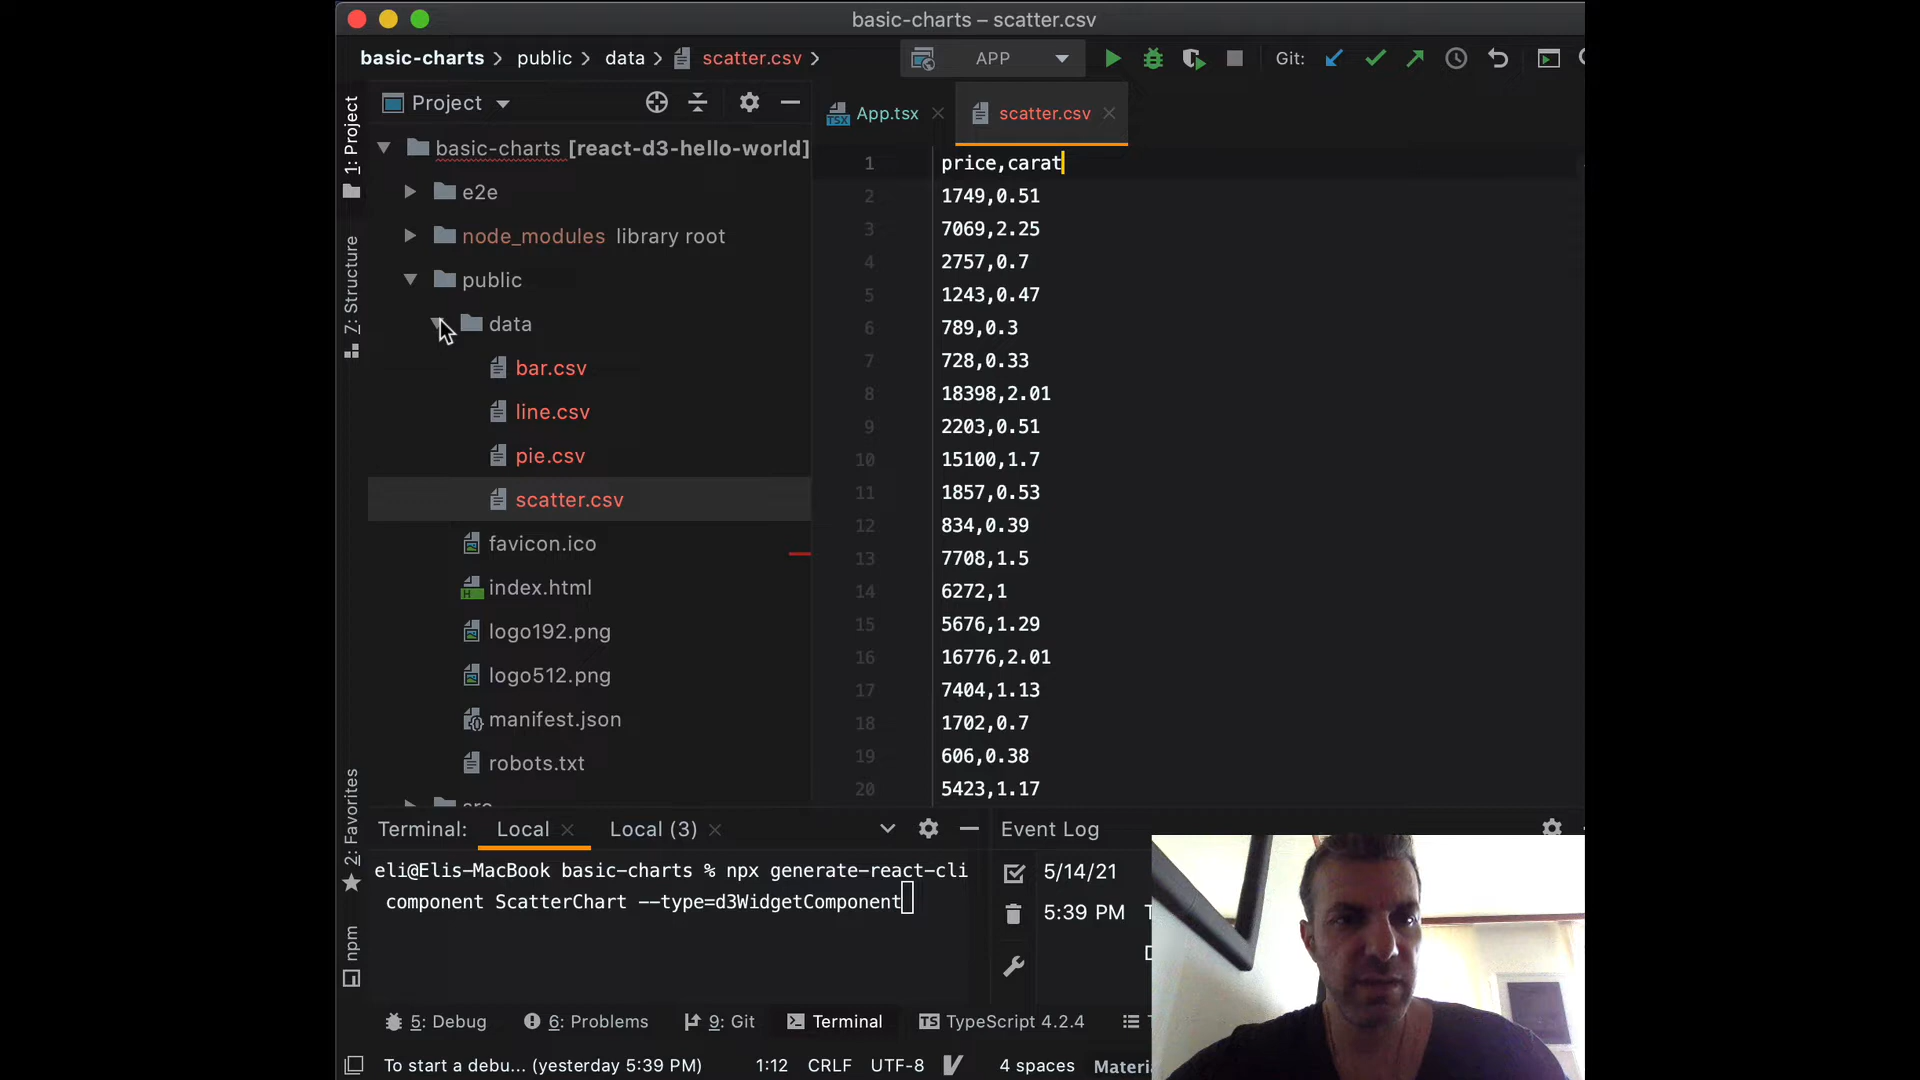 basic-charts – scatter.csv
basic-charts public data scatter.csv
APP
Git:
1: Project
7: Structure
2: Favorites
npm
Project
basic-charts [react-d3-hello-world]
e2e
node_modules library root
public
data
bar.csv
line.csv
pie.csv
scatter.csv
favicon.ico
index.html
logo192.png
logo512.png
manifest.json
robots.txt
src
App.tsx
scatter.csv
1 price,carat
2 1749,0.51
3 7069,2.25
4 2757,0.7
5 1243,0.47
6 789,0.3
7 728,0.33
8 18398,2.01
9 2203,0.51
10 15100,1.7
11 1857,0.53
12 834,0.39
13 7708,1.5
14 6272,1
15 5676,1.29
16 16776,2.01
17 7404,1.13
18 1702,0.7
19 606,0.38
20 5423,1.17
Terminal: Local Local (3)
eli@Elis-MacBook basic-charts % npx generate-react-cli
component ScatterChart --type=d3WidgetComponent
Event Log
5/14/21
5:39 PM
5: Debug 6: Problems 9: Git Terminal TypeScript 4.2.4
To start a debu... (yesterday 5:39 PM) 1:12 CRLF UTF-8 4 spaces